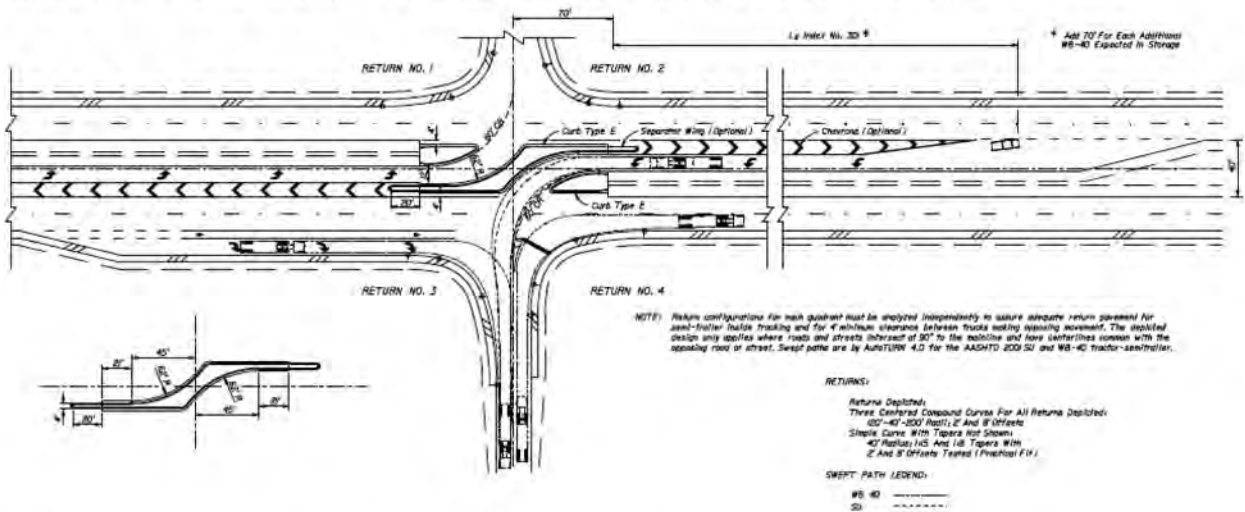 70'
* Add 70' For Each Additional
WB-40 Expected In Storage
RETURN NO. 1
RETURN NO. 2
Curb Type E
Separator Wing (Optional)
Chevrons (Optional)
20'
4'
Curb Type E
RETURN NO. 3
RETURN NO. 4
NOTE: Return configurations for each quadrant must be analyzed independently to assure adequate return pavement for
semi-trailer inside tracking and for 4' minimum clearance between trucks making opposing movement. The depicted
design only applies where roads and streets intersect at 90° to the mainline and have centerlines common with the
opposing road or street. Swept paths are by AutoTURN 4.0 for the AASHTO 2001 SU and WB-40 tractor-semitrailer.
45'
21'
4'
20'
45'
21'
RETURNS:
Returns Depicted:
Three Centered Compound Curves For All Returns Depicted:
120'-40'-200' Radii; 2' And 8' Offsets
Simple Curve With Tapers Not Shown:
40' Radius; 1:15 And 1:8 Tapers With
2' And 8' Offsets Tested (Practical Fit)
SWEPT PATH LEGEND:
WB 40
SU